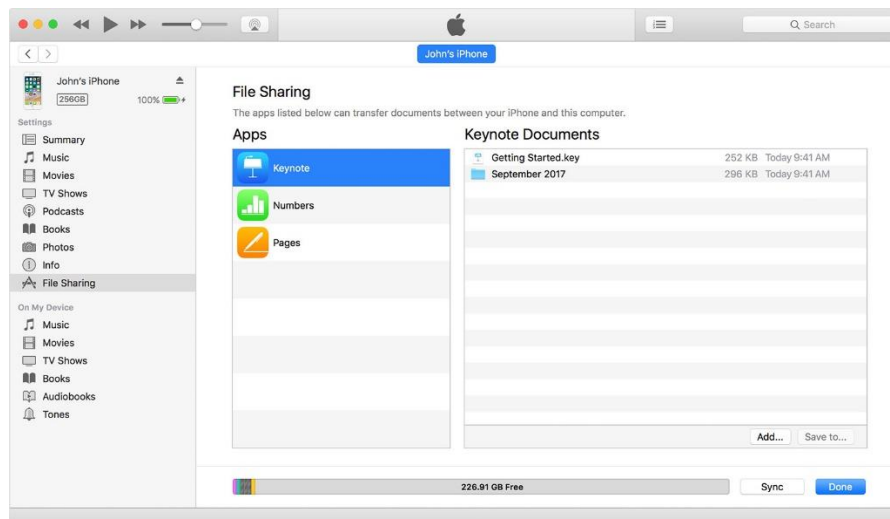 Search
John's iPhone
John's iPhone
256GB 100%
Settings
Summary
Music
Movies
TV Shows
Podcasts
Books
Photos
Info
File Sharing
On My Device
Music
Movies
TV Shows
Books
Audiobooks
Tones
File Sharing
The apps listed below can transfer documents between your iPhone and this computer.
Apps
Keynote
Numbers
Pages
Keynote Documents
Getting Started.key 252 KB Today 9:41 AM
September 2017 296 KB Today 9:41 AM
Add... Save to...
226.91 GB Free Sync Done